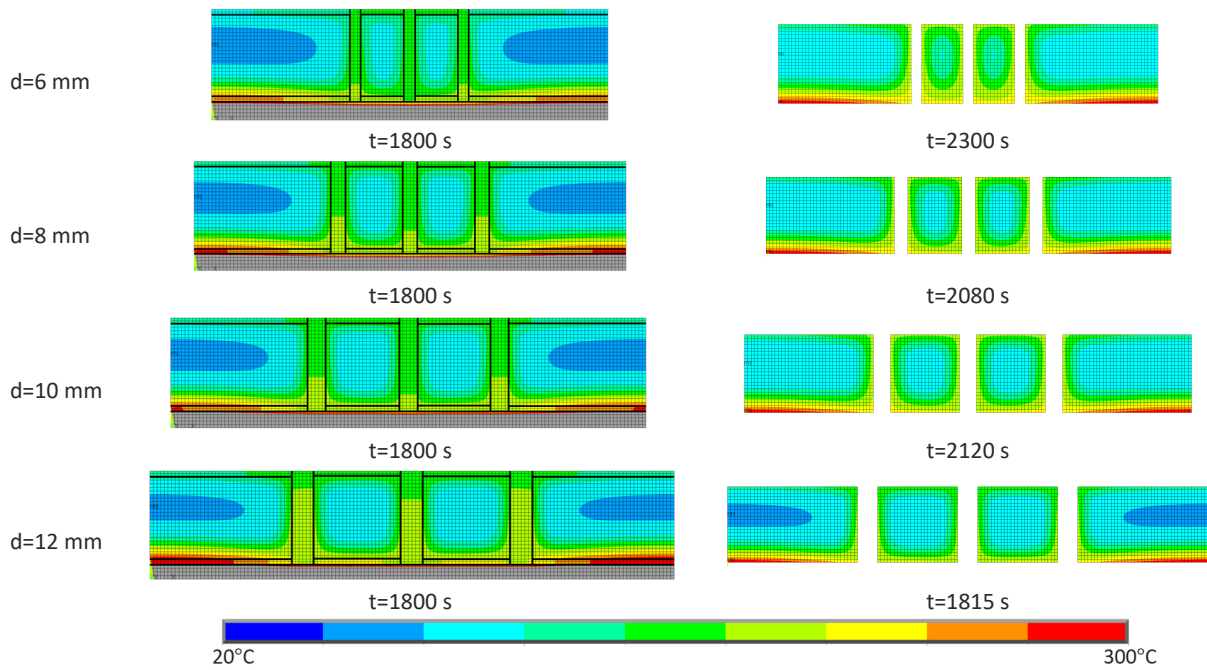 d=6 mm
t=1800 s
t=2300 s
d=8 mm
t=1800 s
t=2080 s
d=10 mm
t=1800 s
t=2120 s
d=12 mm
t=1800 s
t=1815 s
20°C
300°C